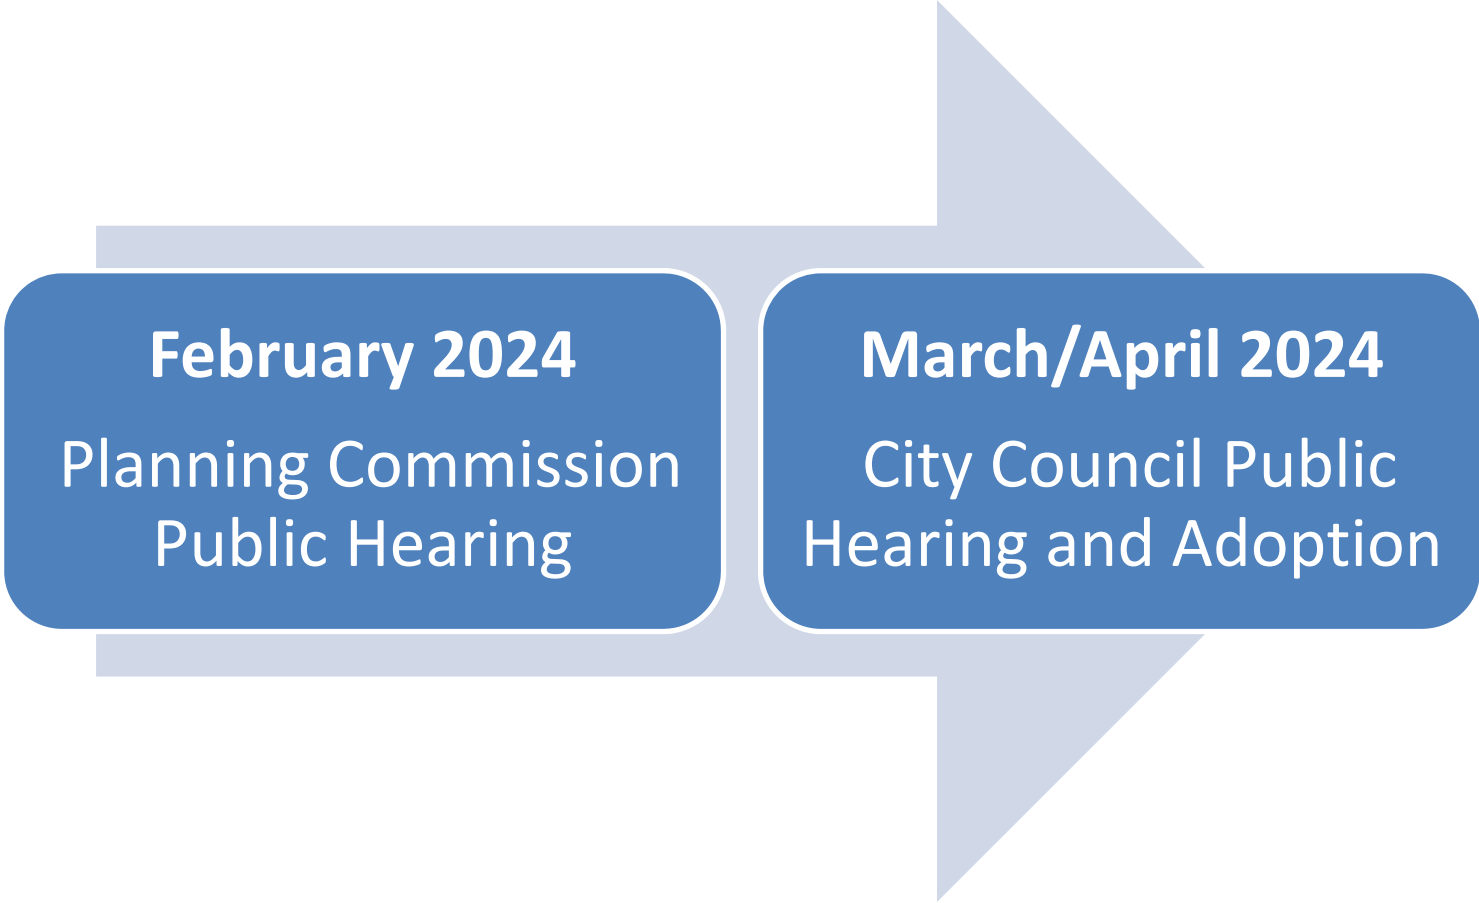 February 2024
Planning Commission
Public Hearing
March/April 2024
City Council Public
Hearing and Adoption